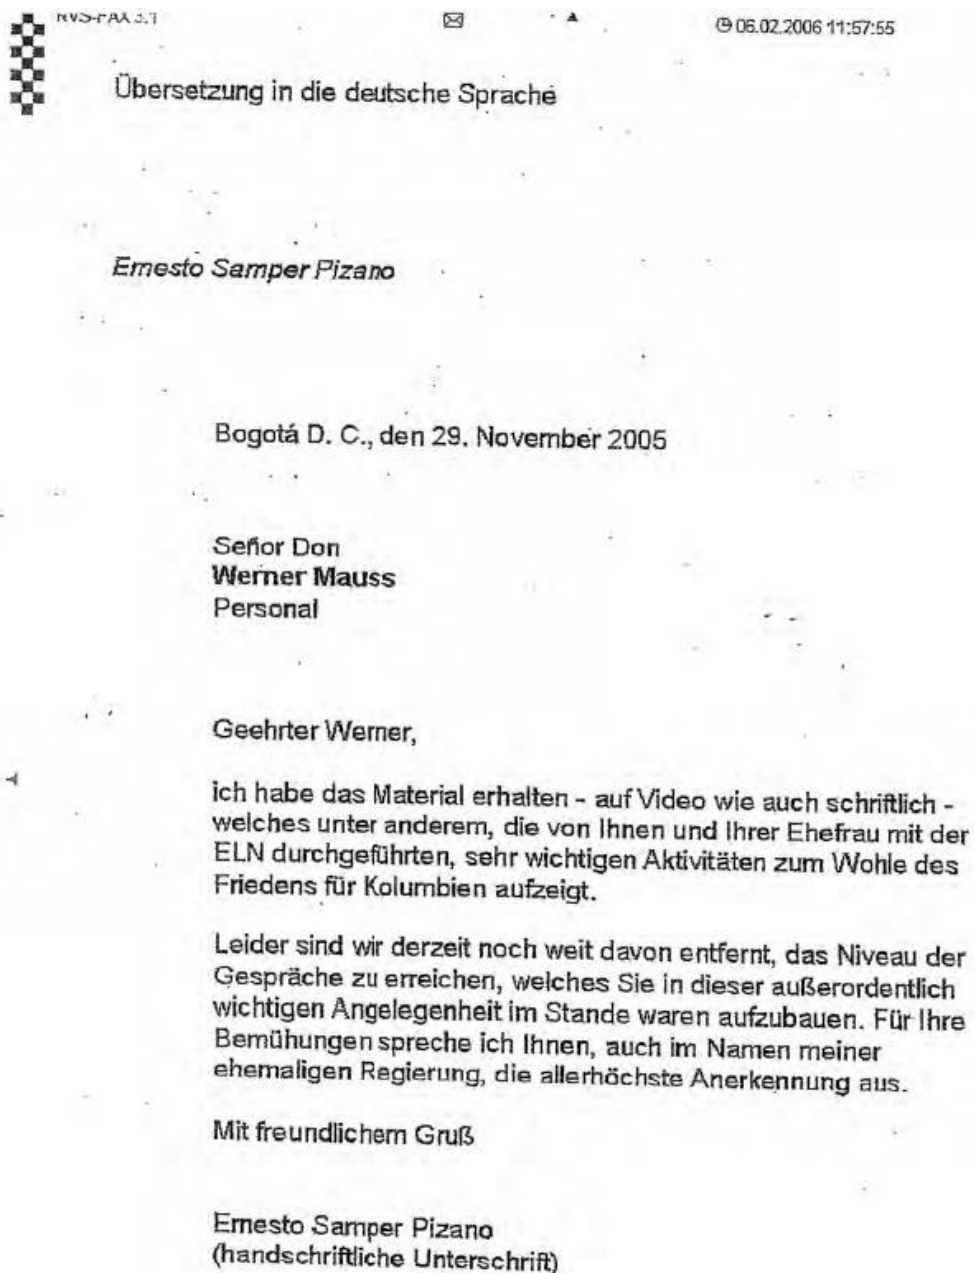 RVS-FAX 3.1 06.02.2006 11:57:55
Übersetzung in die deutsche Sprache
Ernesto Samper Pizano
Bogotá D. C., den 29. November 2005
Señor Don
Werner Mauss
Personal
Geehrter Werner,
ich habe das Material erhalten - auf Video wie auch schriftlich -
welches unter anderem, die von Ihnen und Ihrer Ehefrau mit der
ELN durchgeführten, sehr wichtigen Aktivitäten zum Wohle des
Friedens für Kolumbien aufzeigt.
Leider sind wir derzeit noch weit davon entfernt, das Niveau der
Gespräche zu erreichen, welches Sie in dieser außerordentlich
wichtigen Angelegenheit im Stande waren aufzubauen. Für Ihre
Bemühungen spreche ich Ihnen, auch im Namen meiner
ehemaligen Regierung, die allerhöchste Anerkennung aus.
Mit freundlichem Gruß
Ernesto Samper Pizano
(handschriftliche Unterschrift)